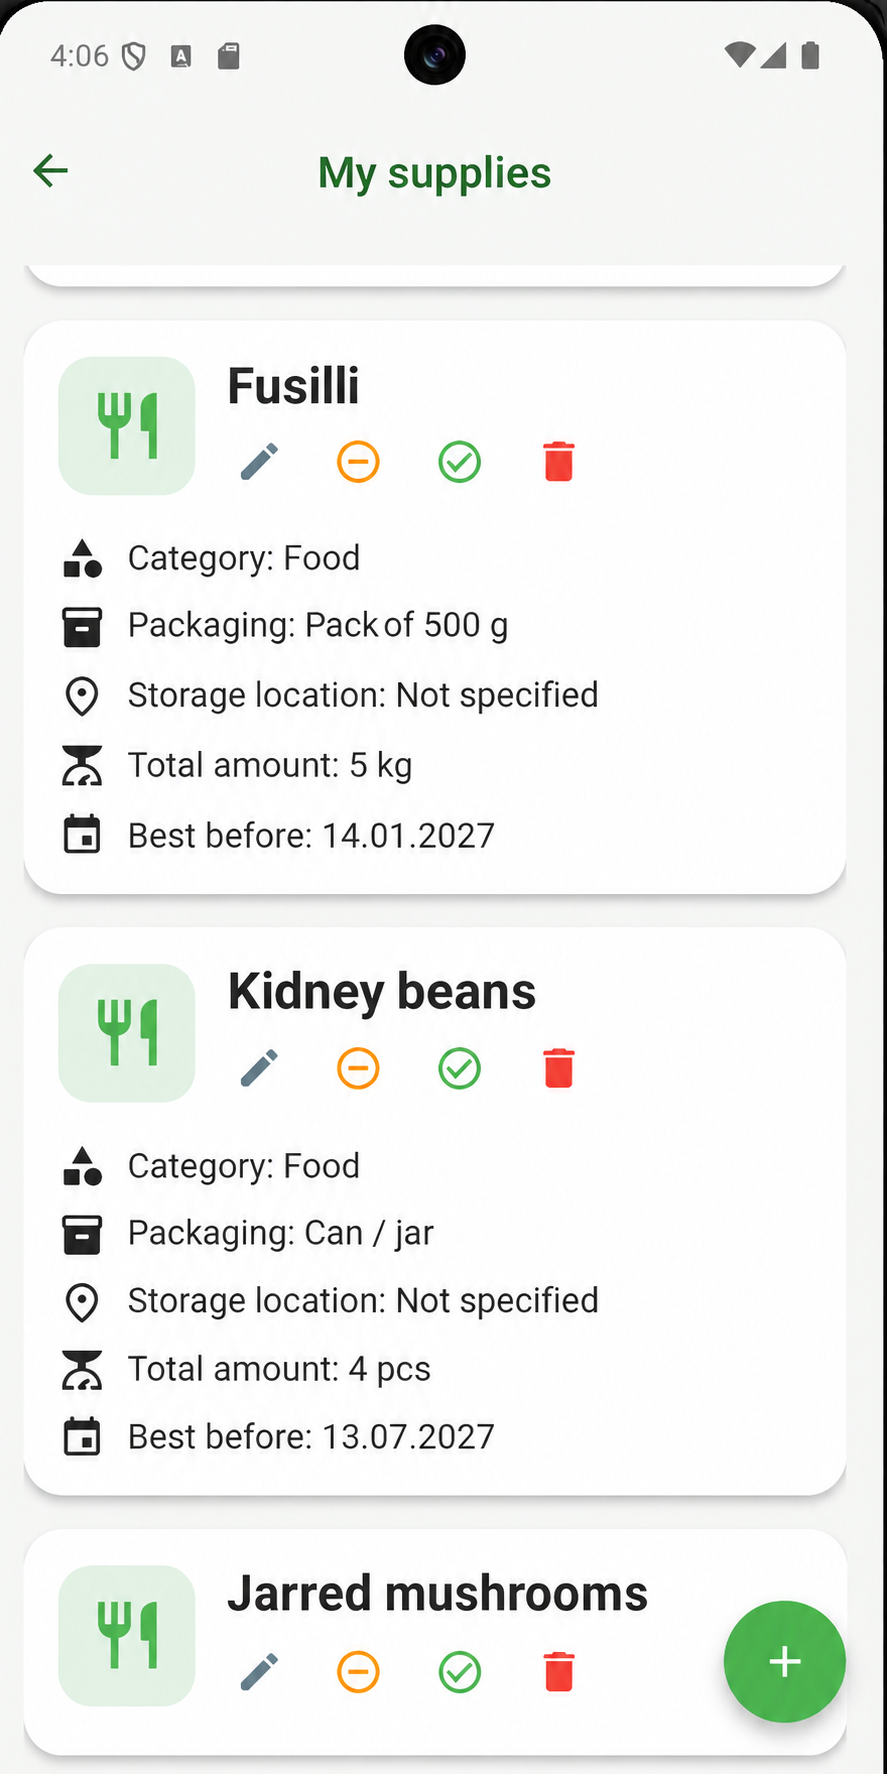 4:06
My supplies
Fusilli
Category: Food
Packaging: Pack of 500 g
Storage location: Not specified
Total amount: 5 kg
Best before: 14.01.2027
Kidney beans
Category: Food
Packaging: Can / jar
Storage location: Not specified
Total amount: 4 pcs
Best before: 13.07.2027
Jarred mushrooms